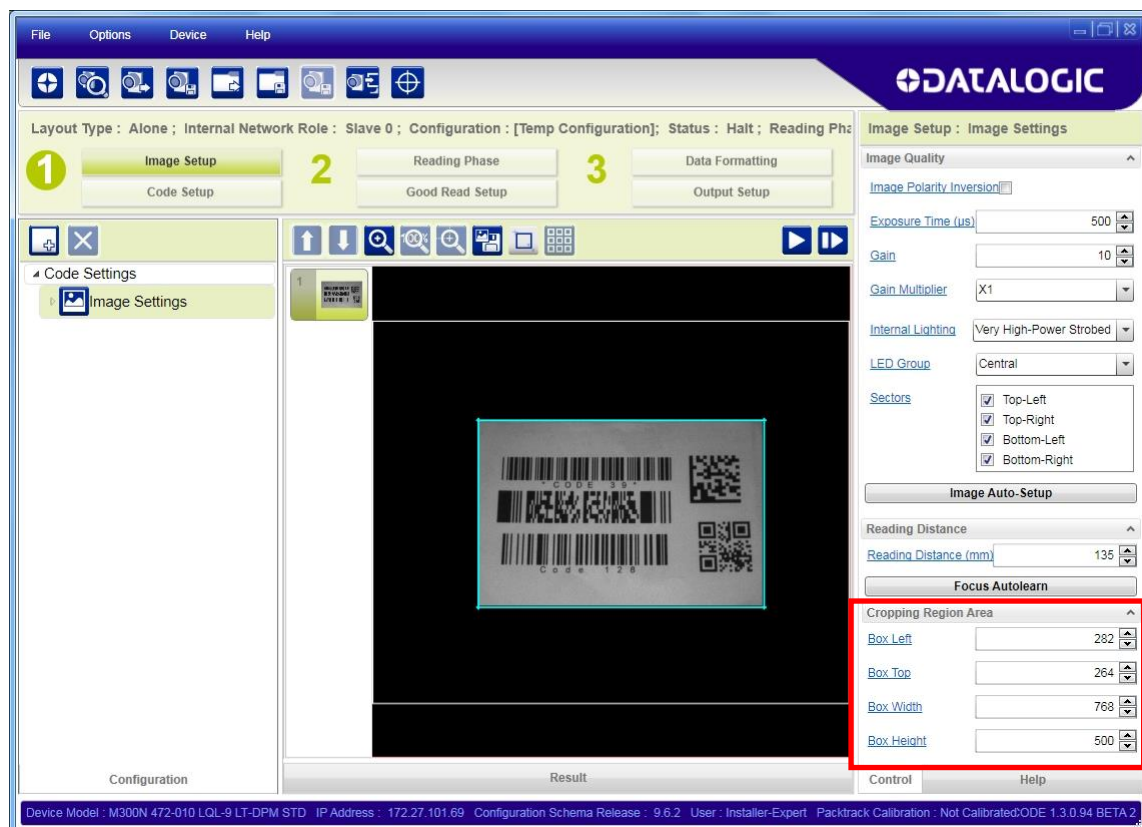 File Options Device Help
DATALOGIC
Layout Type : Alone ; Internal Network Role : Slave 0 ; Configuration : [Temp Configuration]; Status : Halt ; Reading Pha
1 Image Setup 2 Reading Phase 3 Data Formatting
Code Setup Good Read Setup Output Setup
Code Settings
Image Settings
1
*CODE 39*
Code 128
Configuration
Result
Image Setup : Image Settings
Image Quality
Image Polarity Inversion
Exposure Time (µs) 500
Gain 10
Gain Multiplier X1
Internal Lighting Very High-Power Strobed
LED Group Central
Sectors
Top-Left
Top-Right
Bottom-Left
Bottom-Right
Image Auto-Setup
Reading Distance
Reading Distance (mm) 135
Focus Autolearn
Cropping Region Area
Box Left 282
Box Top 264
Box Width 768
Box Height 500
Control Help
Device Model : M300N 472-010 LQL-9 LT-DPM STD IP Address : 172.27.101.69 Configuration Schema Release : 9.6.2 User : Installer-Expert Packtrack Calibration : Not Calibrated ODE 1.3.0.94 BETA 2